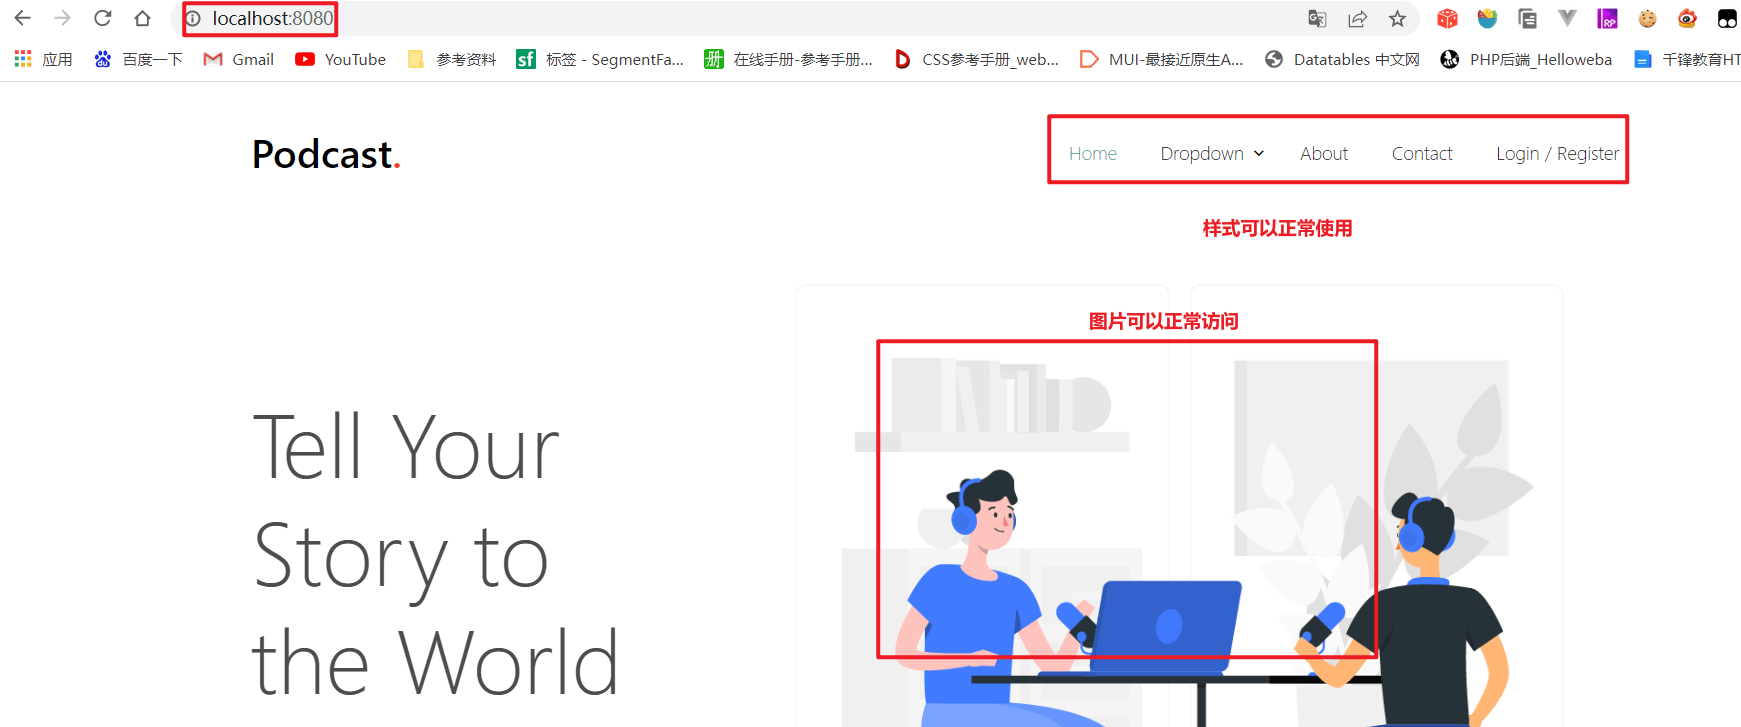 localhost:8080
应用 百度一下 Gmail YouTube 参考资料 标签 - SegmentFa... 在线手册-参考手册... CSS参考手册_web... MUI-最接近原生A... Datatables 中文网 PHP后端_Helloweba 千锋教育HT
Podcast.
Home Dropdown About Contact Login / Register
样式可以正常使用
图片可以正常访问
Tell Your
Story to
the World